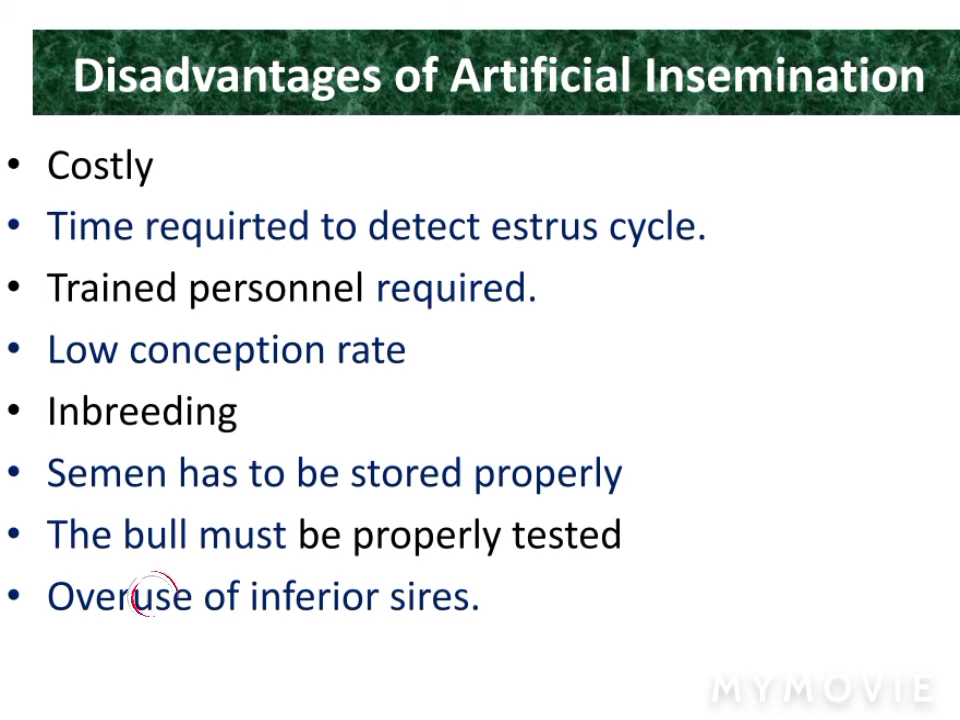 Disadvantages of Artificial Insemination
• Costly
• Time requirted to detect estrus cycle.
• Trained personnel required.
• Low conception rate
• Inbreeding
• Semen has to be stored properly
• The bull must be properly tested
• Overuse of inferior sires.
MYMOVIE